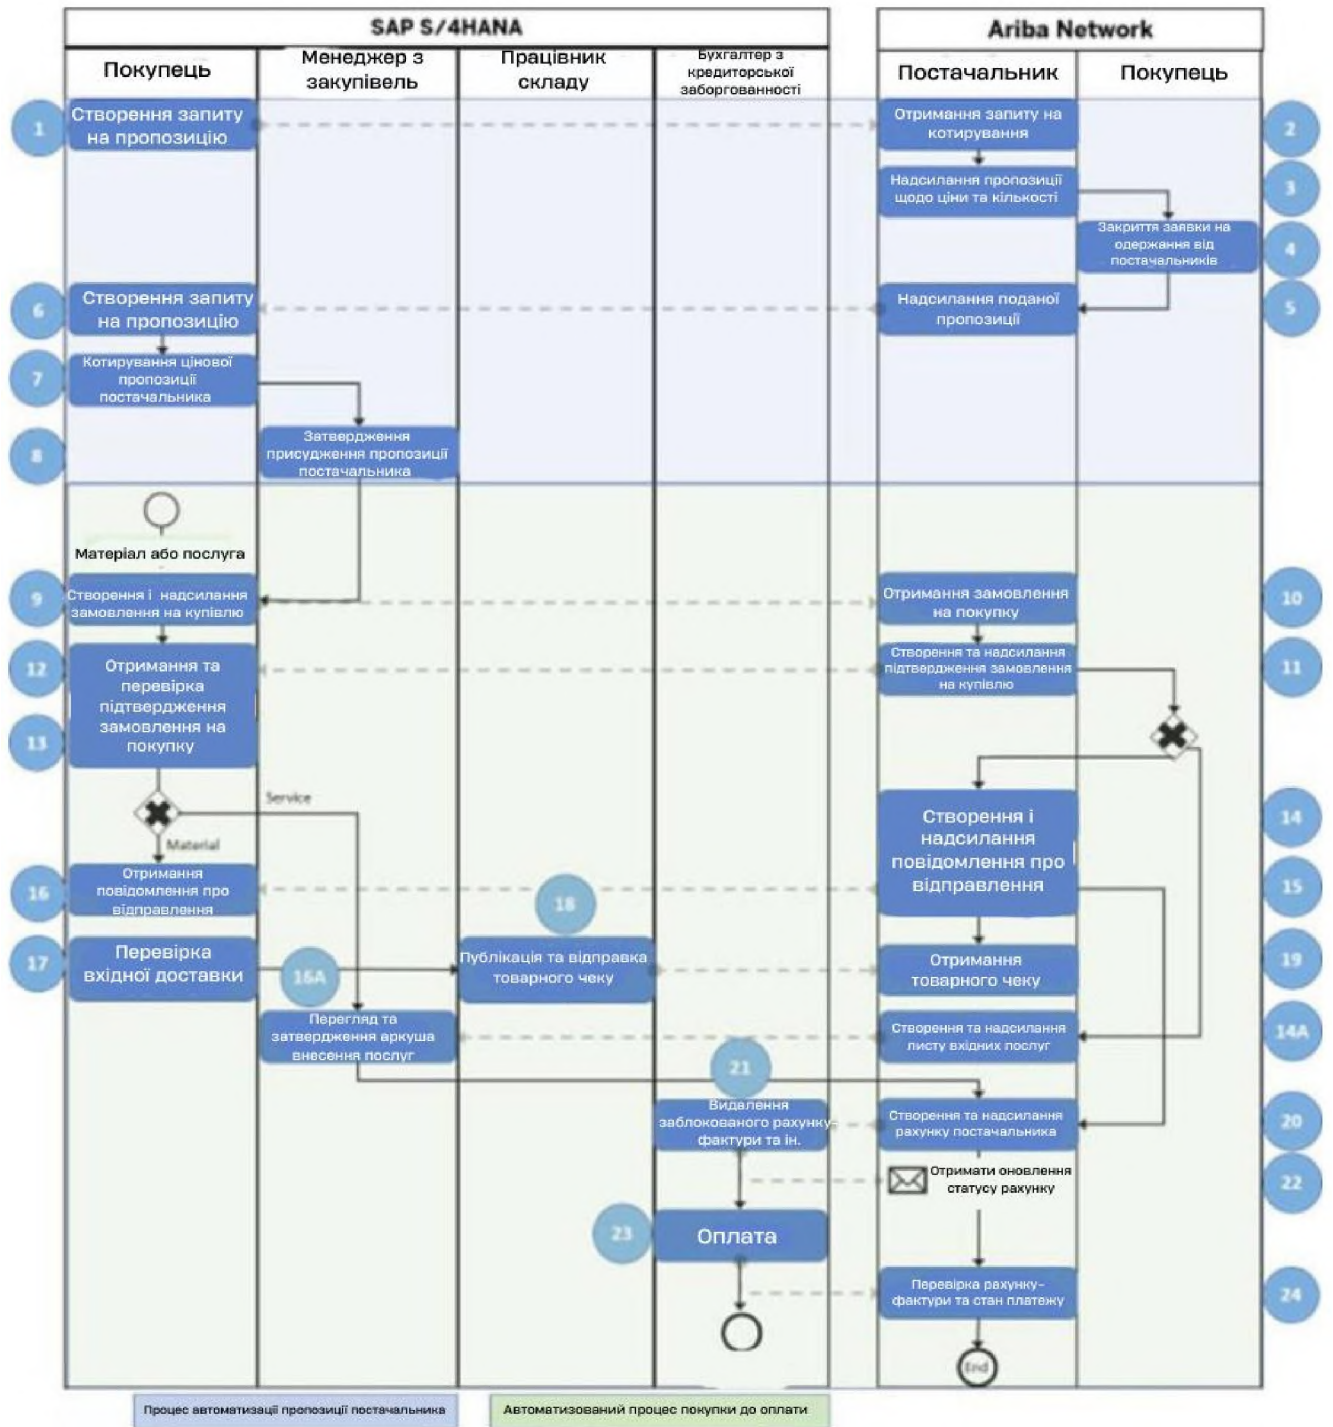 SAP S/4HANA
Ariba Network
Покупець
Менеджер з
закупівель
Працівник
складу
Бухгалтер з
кредиторської
заборгованності
Постачальник
Покупець
1
Створення запиту
на пропозицію
Отримання запиту на
котирування
2
Надсилання пропозиції
щодо ціни та кількості
3
Закриття заявки на
одержання від
постачальників
4
6
Створення запиту
на пропозицію
Надсилання поданої
пропозиції
5
7
Котирування цінової
пропозиції
постачальника
8
Затвердження
присудження пропозиції
постачальника
Матеріал або послуга
9
Створення і надсилання
замовлення на купівлю
Отримання замовлення
на покупку
10
12
Отримання та
перевірка
підтвердження
замовлення на
покупку
13
Створення та надсилання
підтвердження замовлення
на купівлю
11
Service
Material
Створення і
надсилання
повідомлення про
відправлення
14
15
16
Отримання
повідомлення про
відправлення
18
17
Перевірка
вхідної доставки
16A
Публікація та відправка
товарного чеку
Отримання
товарного чеку
19
Перегляд та
затвердження аркуша
внесення послуг
Створення та надсилання
листу вхідних послуг
14A
21
Видалення
заблокованого рахунку-
фактури та ін.
Створення та надсилання
рахунку постачальника
20
Отримати оновлення
статусу рахунку
22
23
Оплата
Перевірка рахунку-
фактури та стан платежу
24
End
Процес автоматизації пропозиції постачальника
Автоматизований процес покупки до оплати